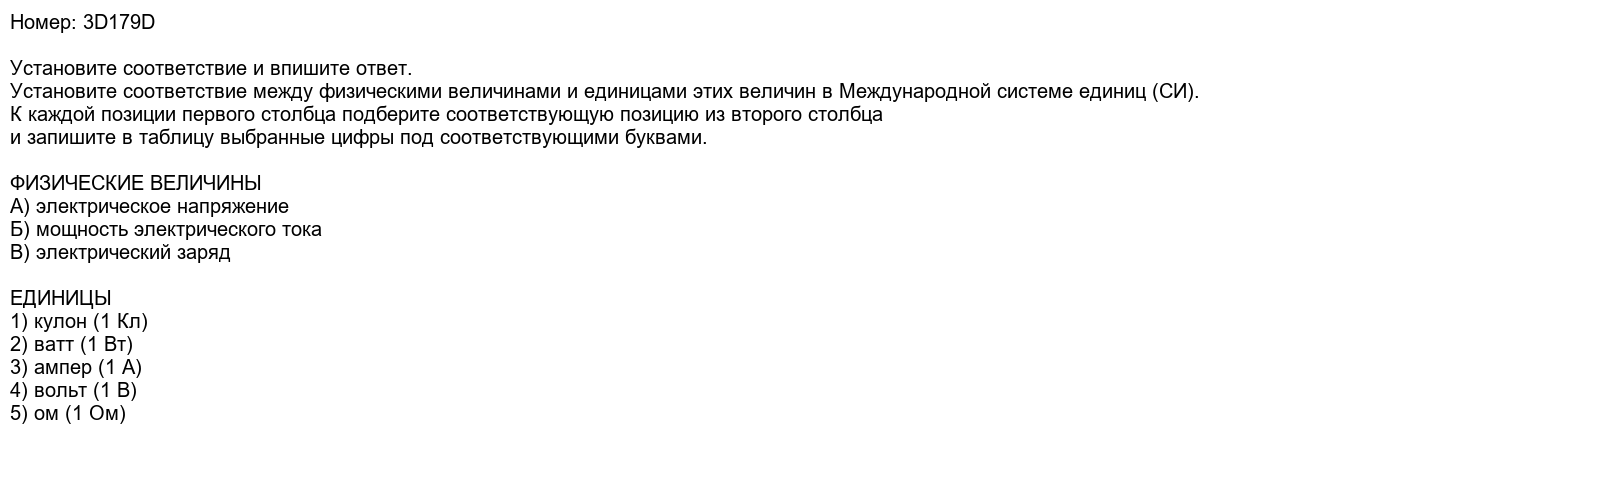 Номер: 3D179D
Установите соответствие и впишите ответ.
Установите соответствие между физическими величинами и единицами этих величин в Международной системе единиц (СИ).
К каждой позиции первого столбца подберите соответствующую позицию из второго столбца
и запишите в таблицу выбранные цифры под соответствующими буквами.
ФИЗИЧЕСКИЕ ВЕЛИЧИНЫ
А) электрическое напряжение
Б) мощность электрического тока
В) электрический заряд
ЕДИНИЦЫ
1) кулон (1 Кл)
2) ватт (1 Вт)
3) ампер (1 А)
4) вольт (1 В)
5) ом (1 Ом)